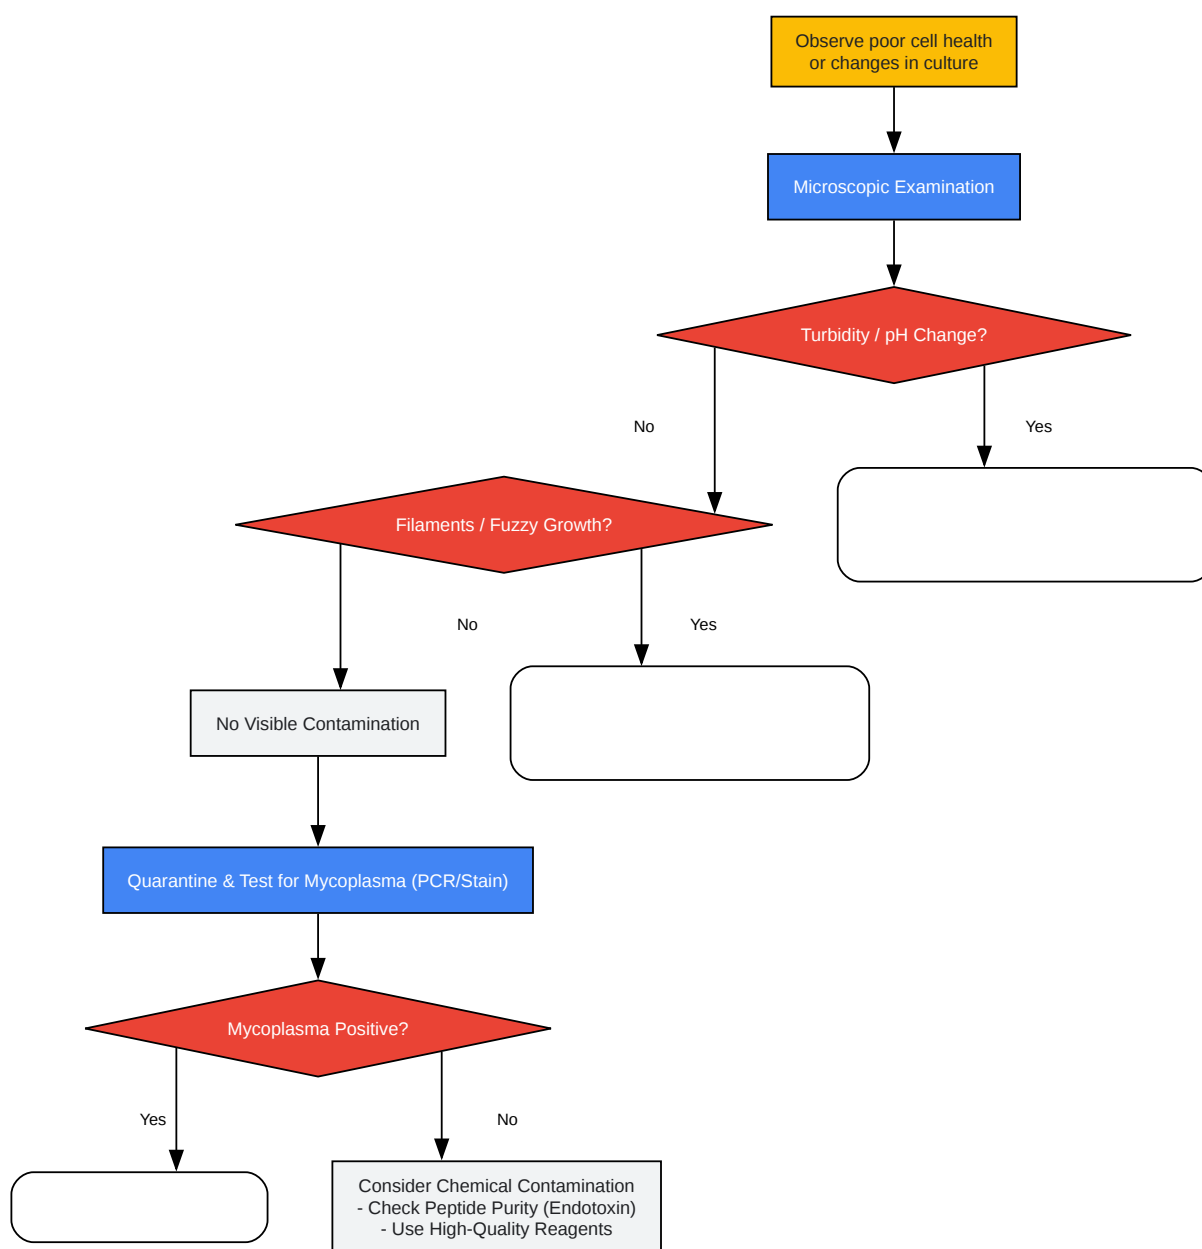 Observe poor cell health
or changes in culture
Microscopic Examination
Turbidity / pH Change?
No
Yes
Filaments / Fuzzy Growth?
No
Yes
No Visible Contamination
Quarantine & Test for Mycoplasma (PCR/Stain)
Mycoplasma Positive?
Yes
No
Consider Chemical Contamination
- Check Peptide Purity (Endotoxin)
- Use High-Quality Reagents